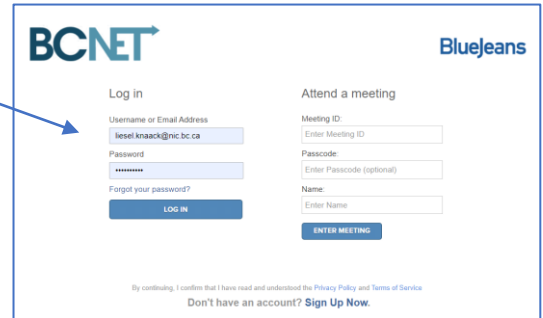 BCNET
BlueJeans
Log in
Username or Email Address
liesel.knaack@nic.bc.ca
Password
••••••••••
Forgot your password?
LOG IN
Attend a meeting
Meeting ID:
Enter Meeting ID
Passcode:
Enter Passcode (optional)
Name:
Enter Name
ENTER MEETING
By continuing, I confirm that I have read and understood the Privacy Policy and Terms of Service
Don't have an account? Sign Up Now.